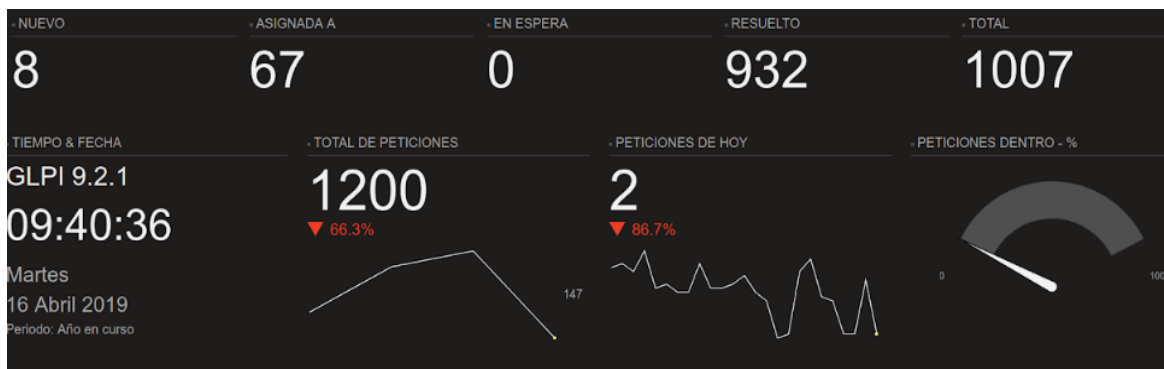 NUEVO
ASIGNADA A
EN ESPERA
RESUELTO
TOTAL
8
67
0
932
1007
TIEMPO & FECHA
TOTAL DE PETICIONES
PETICIONES DE HOY
PETICIONES DENTRO - %
GLPI 9.2.1
09:40:36
Martes
16 Abril 2019
Periodo: Año en curso
1200
66.3%
147
2
86.7%
0
100